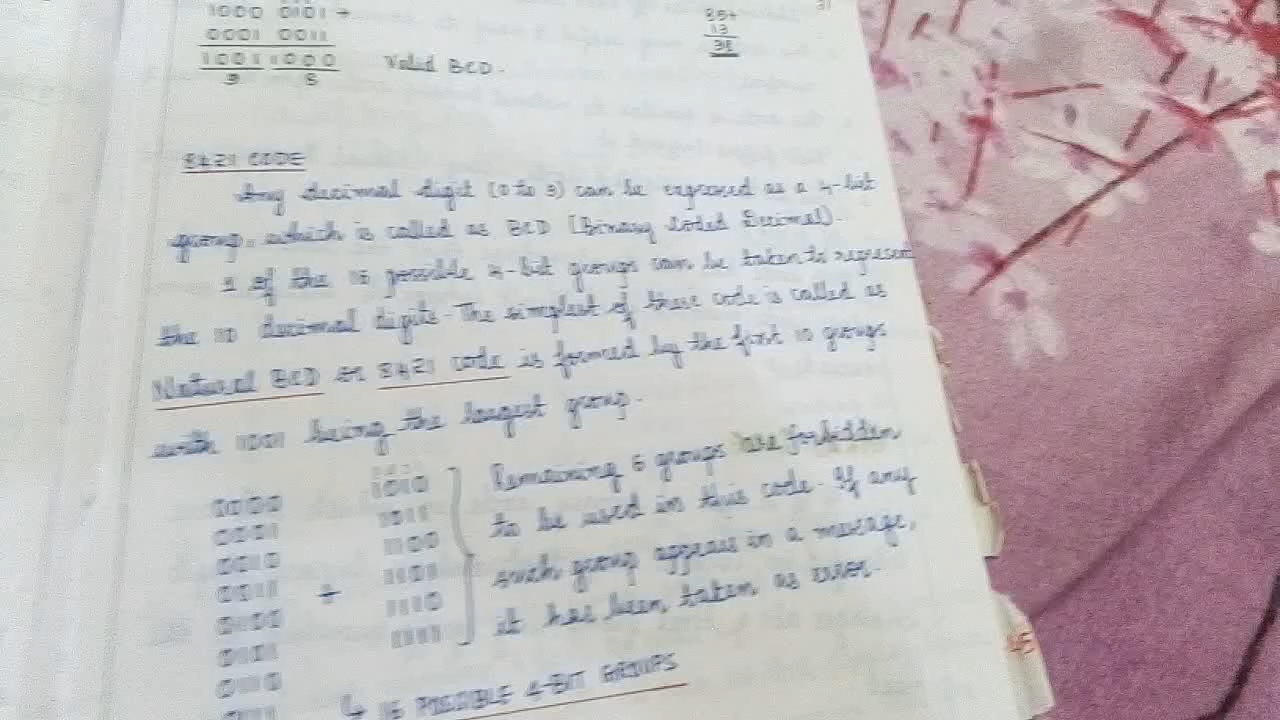 1000 0101 +
85+
0001 0011
13
1001 1000 Valid BCD.
98
9 8
8421 CODE
Any decimal digit (0 to 9) can be expressed as a 4-bit
group, which is called as BCD (Binary Coded Decimal).
of the 16 possible 4-bit groups can be taken to represent
the 10 decimal digits. The simplest of these code is called as
Natural BCD or 8421 code is formed by the first 10 groups
with 1001 being the largest group.
0000
0001
0010
0011
0100
0101
0110
0111
+
1010
1011
1100
1101
1110
1111
Remaining 6 groups are forbidden
to be used in this code. If any
such group appears in a message,
it has been taken as error.
↳ 16 POSSIBLE 4-BIT GROUPS
45